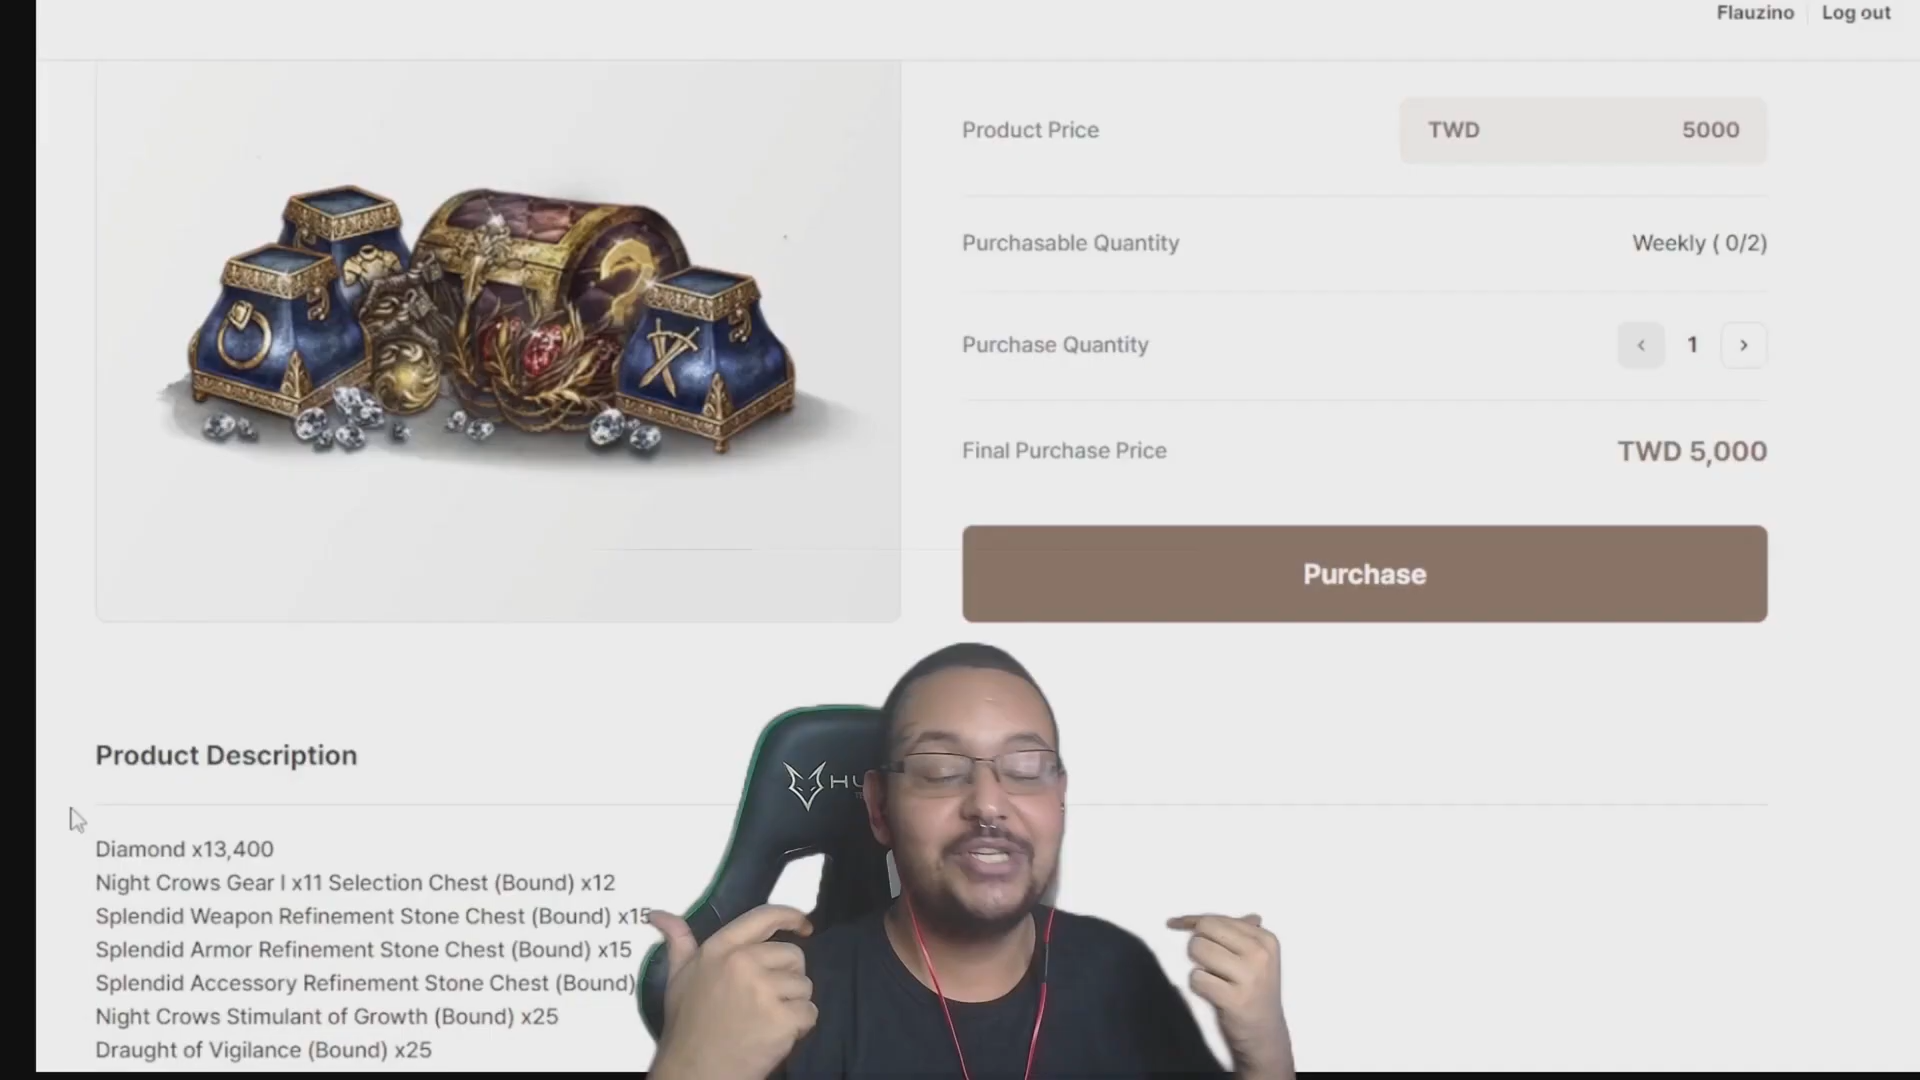 Flauzino
Log out
Product Price
TWD 5000
Purchasable Quantity
Weekly ( 0/2)
Purchase Quantity
1
Final Purchase Price
TWD 5,000
Purchase
Product Description
Diamond x13,400
Night Crows Gear I x11 Selection Chest (Bound) x12
Splendid Weapon Refinement Stone Chest (Bound) x15
Splendid Armor Refinement Stone Chest (Bound) x15
Splendid Accessory Refinement Stone Chest (Bound)
Night Crows Stimulant of Growth (Bound) x25
Draught of Vigilance (Bound) x25